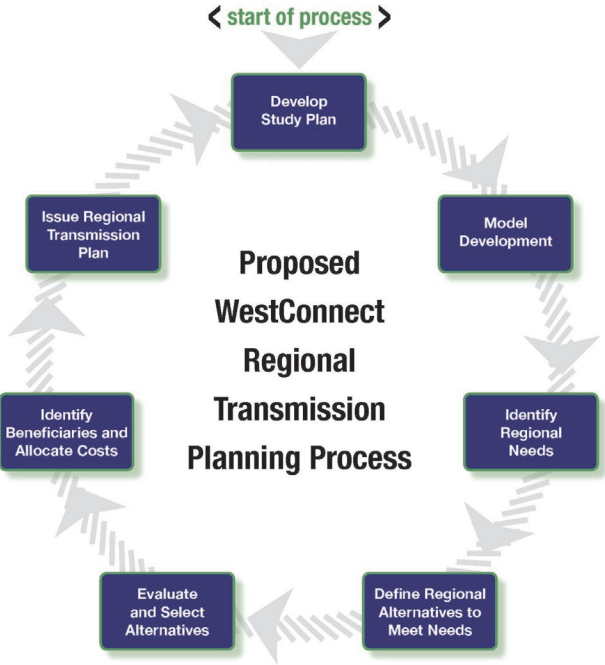 < start of process >
Develop
Study Plan
Model
Development
Identify
Regional
Needs
Define Regional
Alternatives to
Meet Needs
Evaluate
and Select
Alternatives
Identify
Beneficiaries and
Allocate Costs
Issue Regional
Transmission
Plan
Proposed
WestConnect
Regional
Transmission
Planning Process